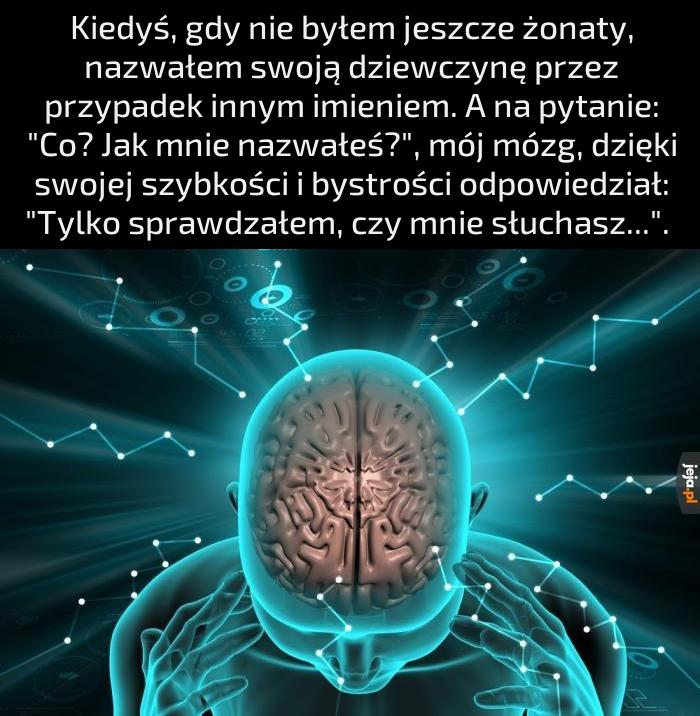 Kiedyś, gdy nie byłem jeszcze żonaty,
nazwałem swoją dziewczynę przez
przypadek innym imieniem. A na pytanie:
"Co? Jak mnie nazwałeś?", mój mózg, dzięki
swojej szybkości i bystrości odpowiedział:
"Tylko sprawdzałem, czy mnie słuchasz...".
jeja.pl